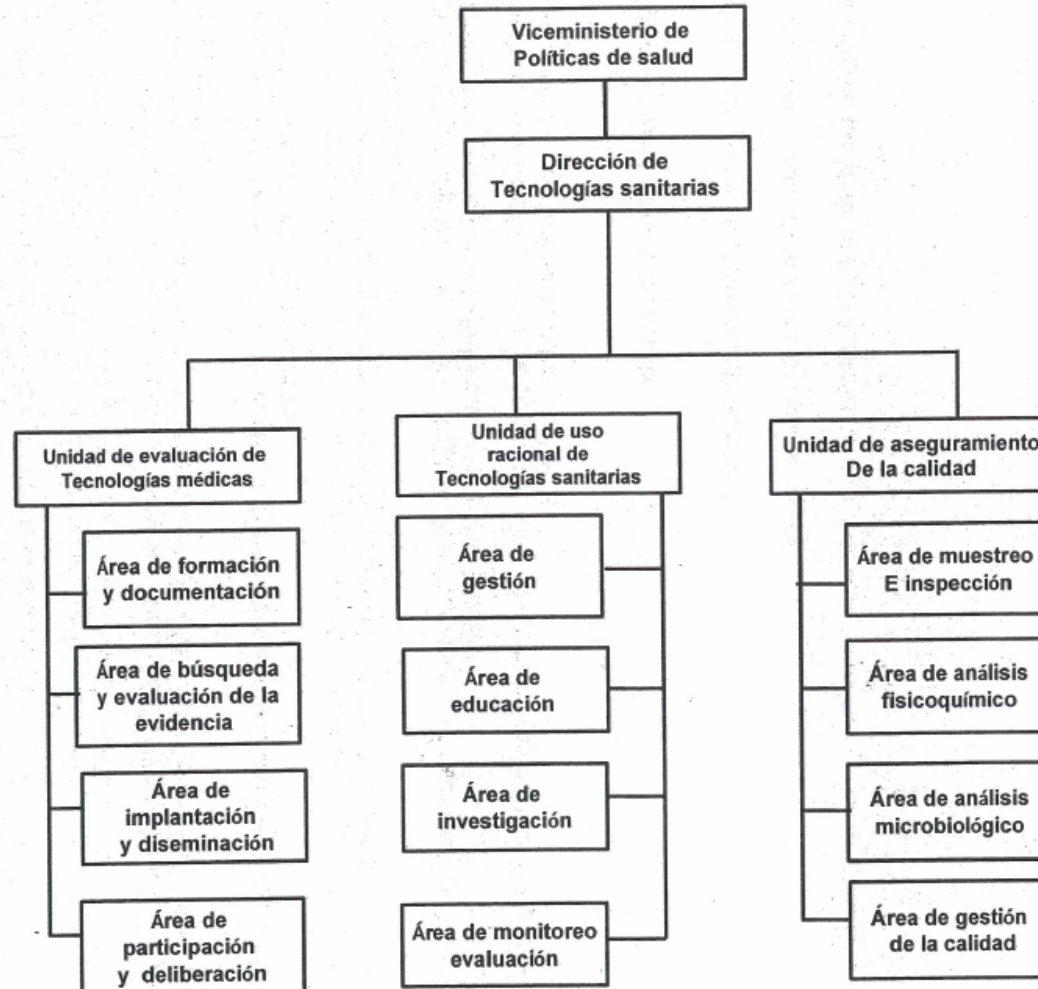 Viceministerio de
Políticas de salud
Dirección de
Tecnologías sanitarias
Unidad de evaluación de
Tecnologías médicas
Área de formación
y documentación
Área de búsqueda
y evaluación de la
evidencia
Área de
implantación
y diseminación
Área de
participación
y deliberación
Unidad de uso
racional de
Tecnologías sanitarias
Área de
gestión
Área de
educación
Área de
investigación
Área de monitoreo
evaluación
Unidad de aseguramiento
De la calidad
Área de muestreo
E inspección
Área de análisis
fisicoquímico
Área de análisis
microbiológico
Área de gestión
de la calidad